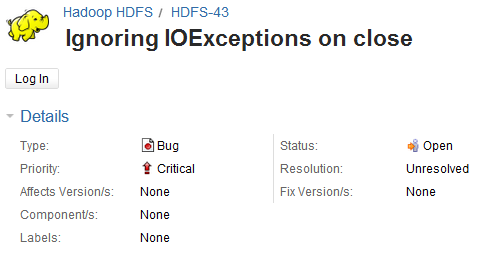 Hadoop HDFS / HDFS-43
Ignoring IOExceptions on close
Log In
Details
Type: Bug Status: Open
Priority: Critical Resolution: Unresolved
Affects Version/s: None Fix Version/s: None
Component/s: None
Labels: None